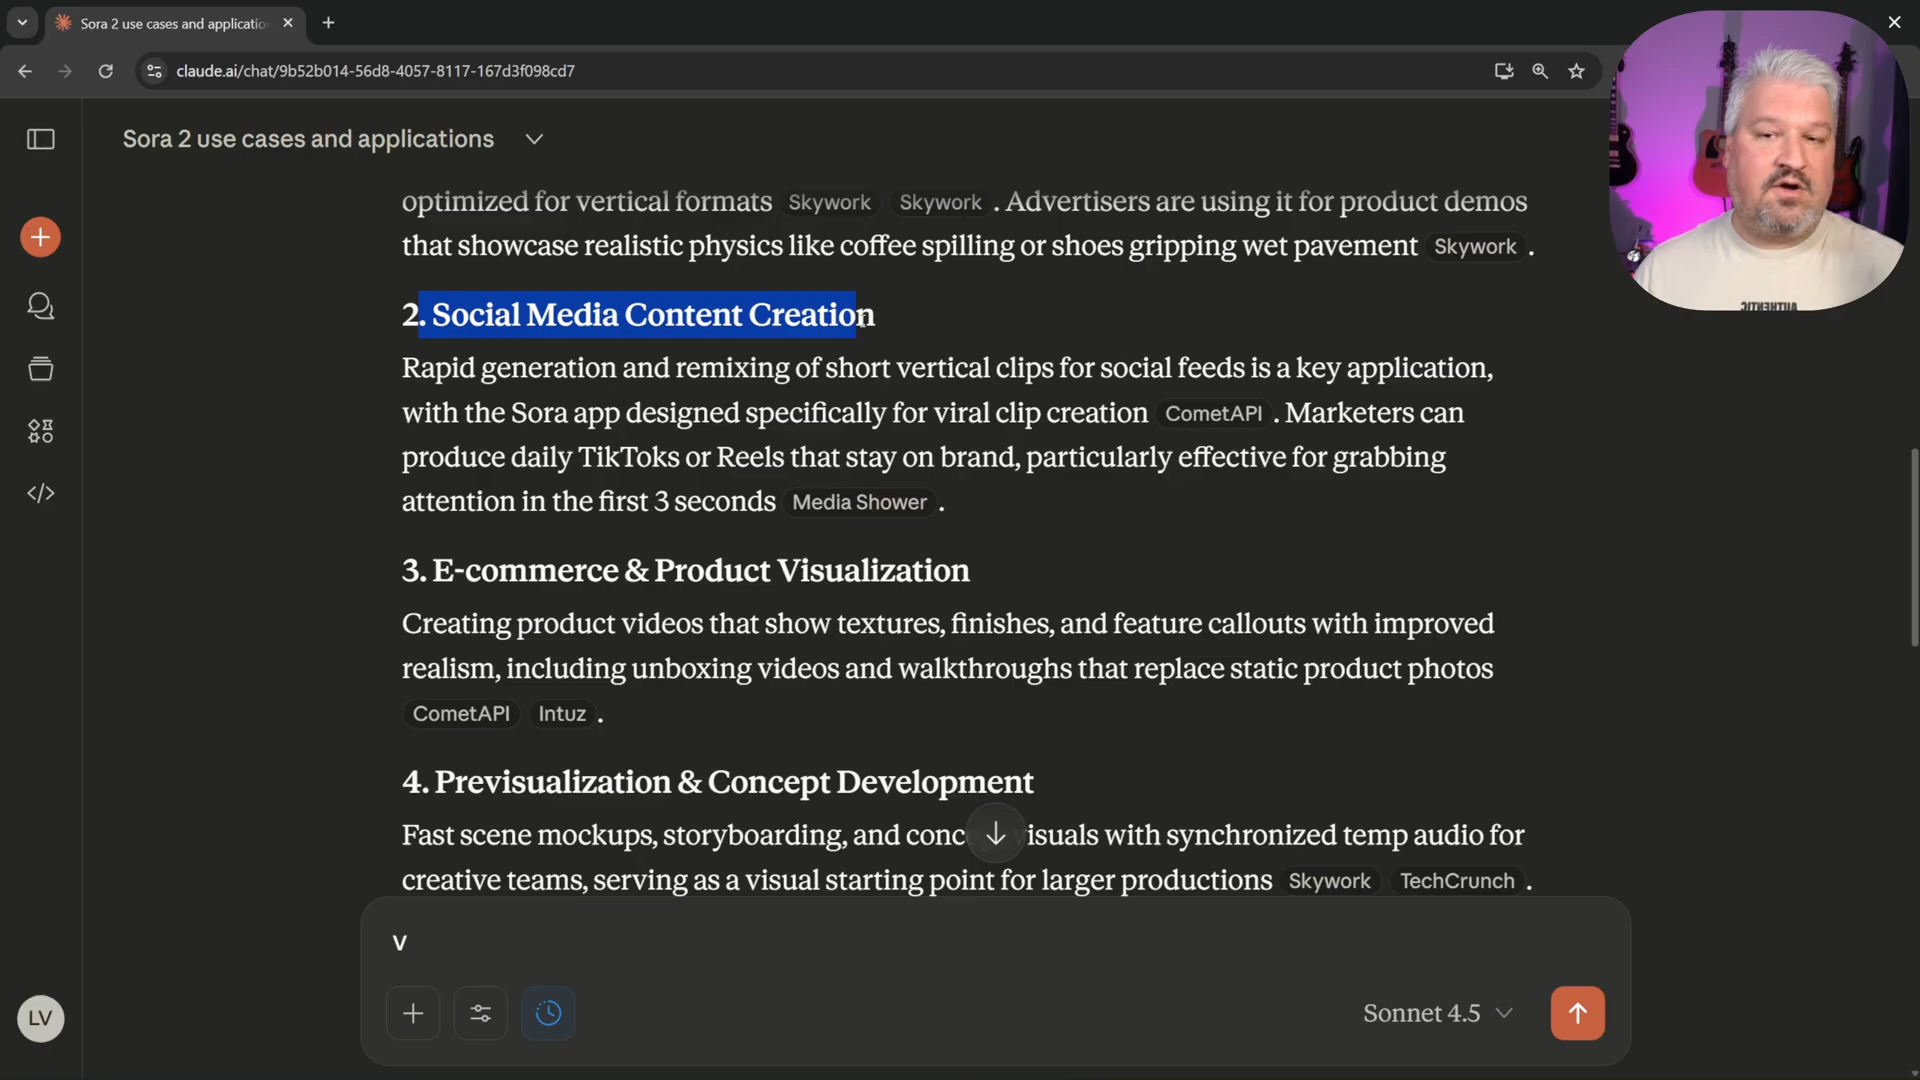 Sora 2 use cases and applicatio
claude.ai/chat/9b52b014-56d8-4057-8117-167d3f098cd7
Sora 2 use cases and applications
optimized for vertical formats Skywork Skywork . Advertisers are using it for product demos
that showcase realistic physics like coffee spilling or shoes gripping wet pavement Skywork .
2. Social Media Content Creation
Rapid generation and remixing of short vertical clips for social feeds is a key application,
with the Sora app designed specifically for viral clip creation CometAPI . Marketers can
produce daily TikToks or Reels that stay on brand, particularly effective for grabbing
attention in the first 3 seconds Media Shower .
3. E-commerce & Product Visualization
Creating product videos that show textures, finishes, and feature callouts with improved
realism, including unboxing videos and walkthroughs that replace static product photos
CometAPI Intuz .
4. Previsualization & Concept Development
Fast scene mockups, storyboarding, and conc isuals with synchronized temp audio for
creative teams, serving as a visual starting point for larger productions Skywork TechCrunch .
v
Sonnet 4.5
LV
AUTHENTIC